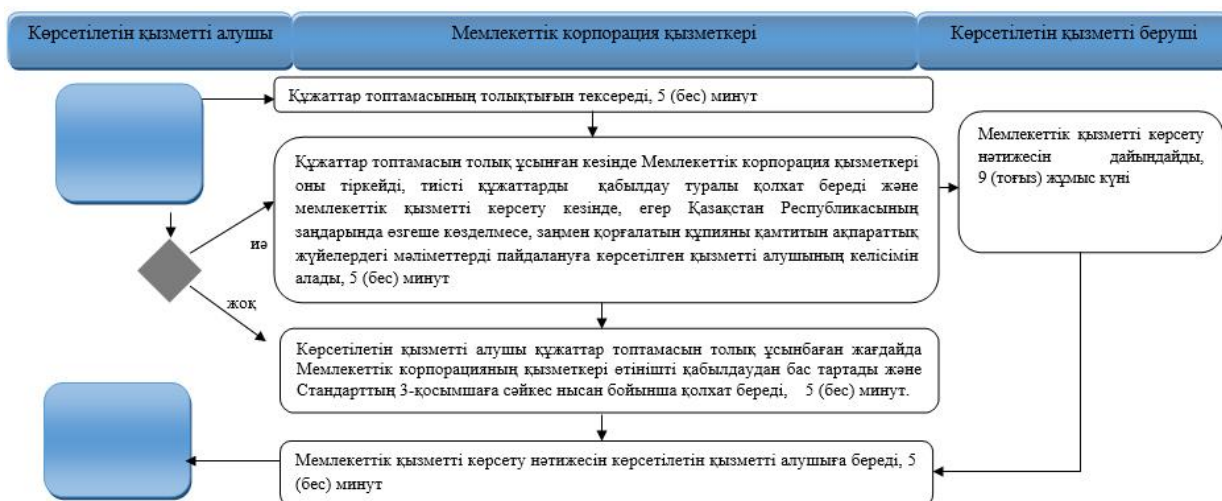 Көрсетілетін қызметті алушы
Мемлекеттік корпорация қызметкері
Көрсетілетін қызметті беруші
Құжаттар топтамасының толықтығын тексереді, 5 (бес) минут
Құжаттар топтамасын толық ұсынған кезінде Мемлекеттік корпорация қызметкері
оны тіркейді, тиісті құжаттарды қабылдау туралы қолхат береді және
мемлекеттік қызметті көрсету кезінде, егер Қазақстан Республикасының
заңдарында өзгеше көзделмесе, заңмен қорғалатын құпияны қамтитын ақпараттық
жүйелердегі мәліметтерді пайдалануға көрсетілген қызметті алушының келісімін
алады, 5 (бес) минут
Мемлекеттік қызметті көрсету
нәтижесін дайындайды,
9 (тоғыз) жұмыс күні
иә
жоқ
Көрсетілетін қызметті алушы құжаттар топтамасын толық ұсынбаған жағдайда
Мемлекеттік корпорацияның қызметкері өтінішті қабылдаудан бас тартады және
Стандарттың 3-қосымшаға сәйкес нысан бойынша қолхат береді, 5 (бес) минут.
Мемлекеттік қызметті көрсету нәтижесін көрсетілетін қызметті алушыға береді, 5
(бес) минут